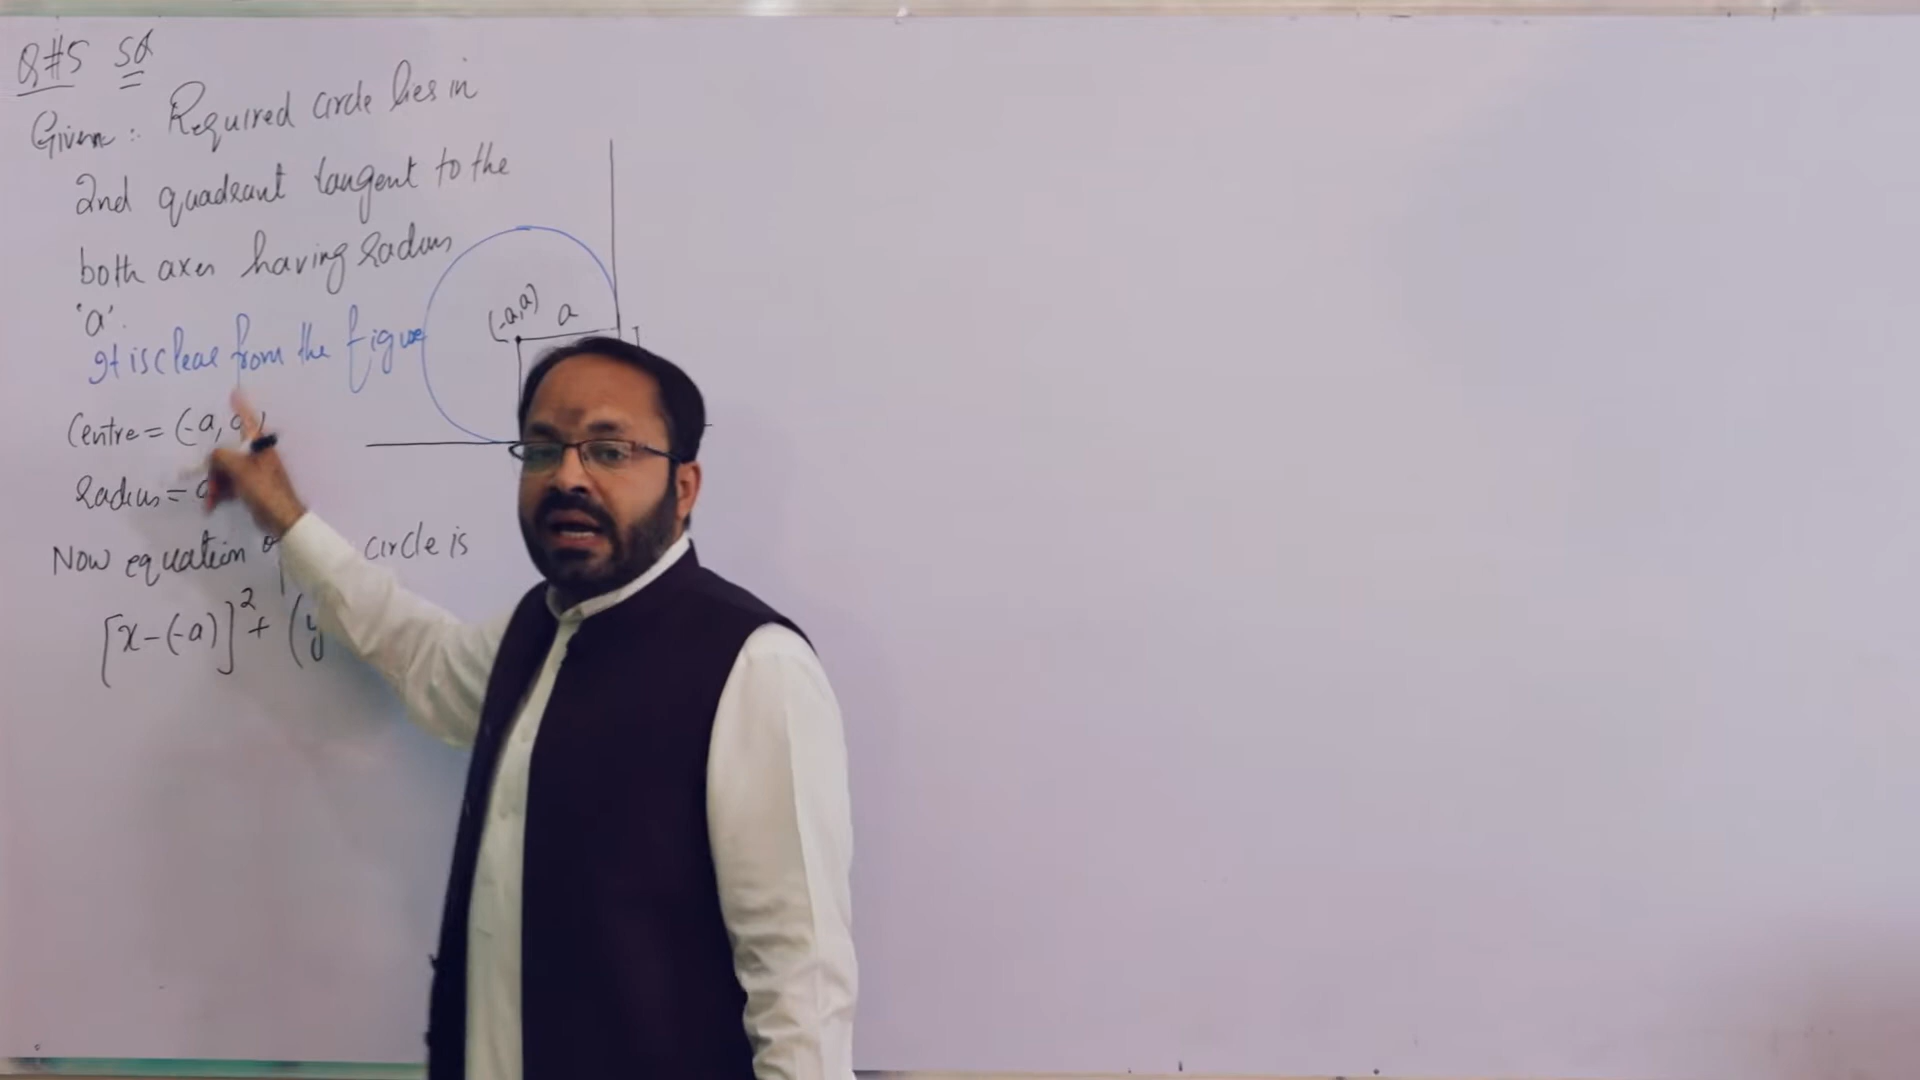 Q#5 Sol
Given: Required circle lies in
2nd quadrant tangent to the
both axes having radius
'a'.
It is clear from the figure
Centre = (-a, a)
Radius = a
Now equation circle is
[x-(-a)]² + (y
(-a, a)
a